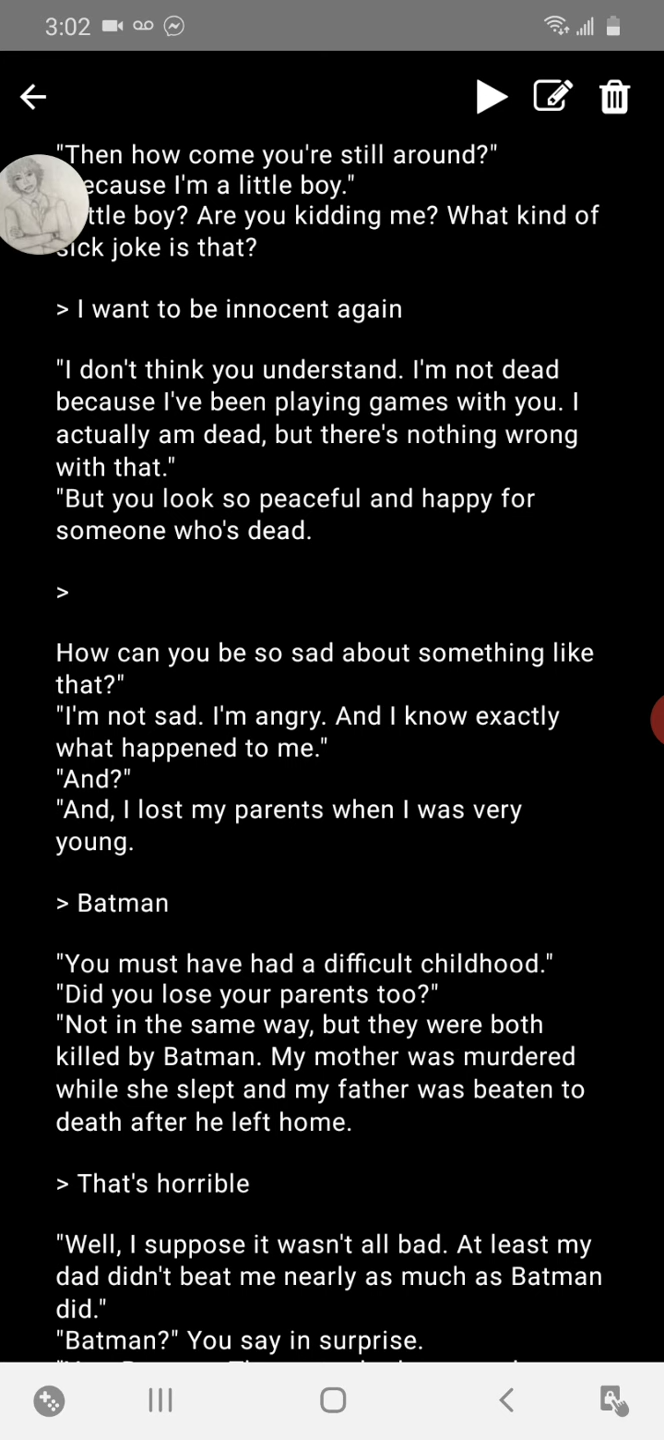 3:02
"Then how come you're still around?"
ecause I'm a little boy."
ttle boy? Are you kidding me? What kind of
sick joke is that?
> I want to be innocent again
"I don't think you understand. I'm not dead
because I've been playing games with you. I
actually am dead, but there's nothing wrong
with that."
"But you look so peaceful and happy for
someone who's dead.
>
How can you be so sad about something like
that?"
"I'm not sad. I'm angry. And I know exactly
what happened to me."
"And?"
"And, I lost my parents when I was very
young.
> Batman
"You must have had a difficult childhood."
"Did you lose your parents too?"
"Not in the same way, but they were both
killed by Batman. My mother was murdered
while she slept and my father was beaten to
death after he left home.
> That's horrible
"Well, I suppose it wasn't all bad. At least my
dad didn't beat me nearly as much as Batman
did."
"Batman?" You say in surprise.